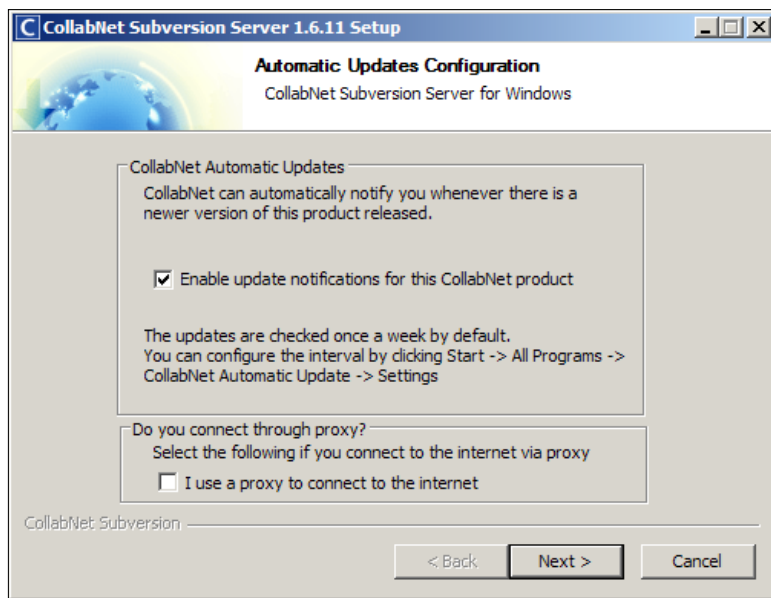 CollabNet Subversion Server 1.6.11 Setup
Automatic Updates Configuration
CollabNet Subversion Server for Windows
CollabNet Automatic Updates
CollabNet can automatically notify you whenever there is a
newer version of this product released.
Enable update notifications for this CollabNet product
The updates are checked once a week by default.
You can configure the interval by clicking Start -> All Programs ->
CollabNet Automatic Update -> Settings
Do you connect through proxy?
Select the following if you connect to the internet via proxy
I use a proxy to connect to the internet
CollabNet Subversion
< Back
Next >
Cancel